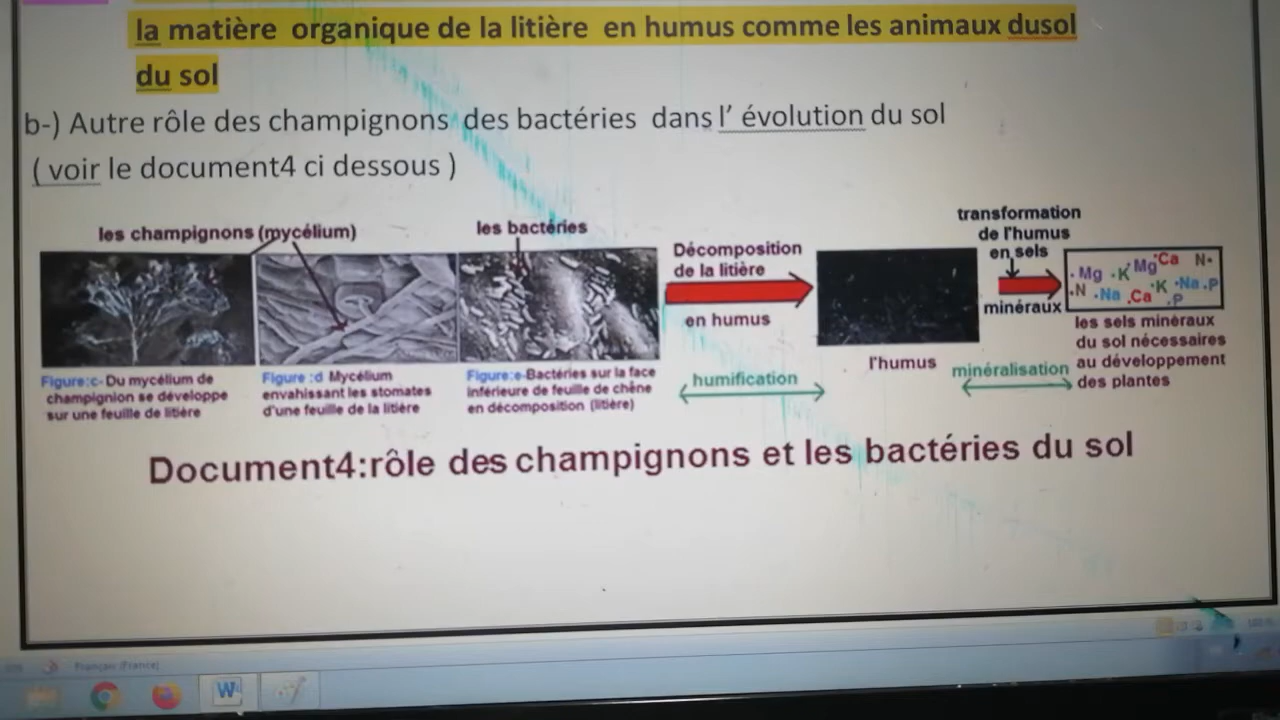 la matière organique de la litière en humus comme les animaux dusol
du sol
b-) Autre rôle des champignons des bactéries dans l' évolution du sol
( voir le document4 ci dessous )
les champignons (mycélium)
les bactéries
Décomposition
de la litière
en humus
humification
l'humus
transformation
de l'humus
en sels
minéraux
minéralisation
Mg K Mg Ca N
N Na Ca K Na P
P
les sels minéraux
du sol nécessaires
au développement
des plantes
Figure:c- Du mycélium de
champignion se développe
sur une feuille de litière
Figure :d Mycélium
envahissant les stomates
d'une feuille de la litière
Figure:e-Bactéries sur la face
inférieure de feuille de chêne
en décomposition (litière)
Document4:rôle des champignons et les bactéries du sol
Français (France)
W